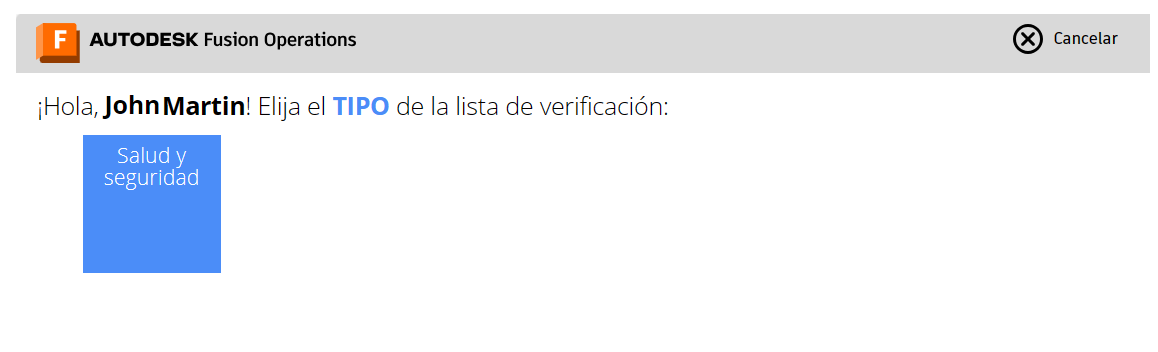 F AUTODESK Fusion Operations Cancelar
¡Hola, John Martin! Elija el TIPO de la lista de verificación:
Salud y
seguridad